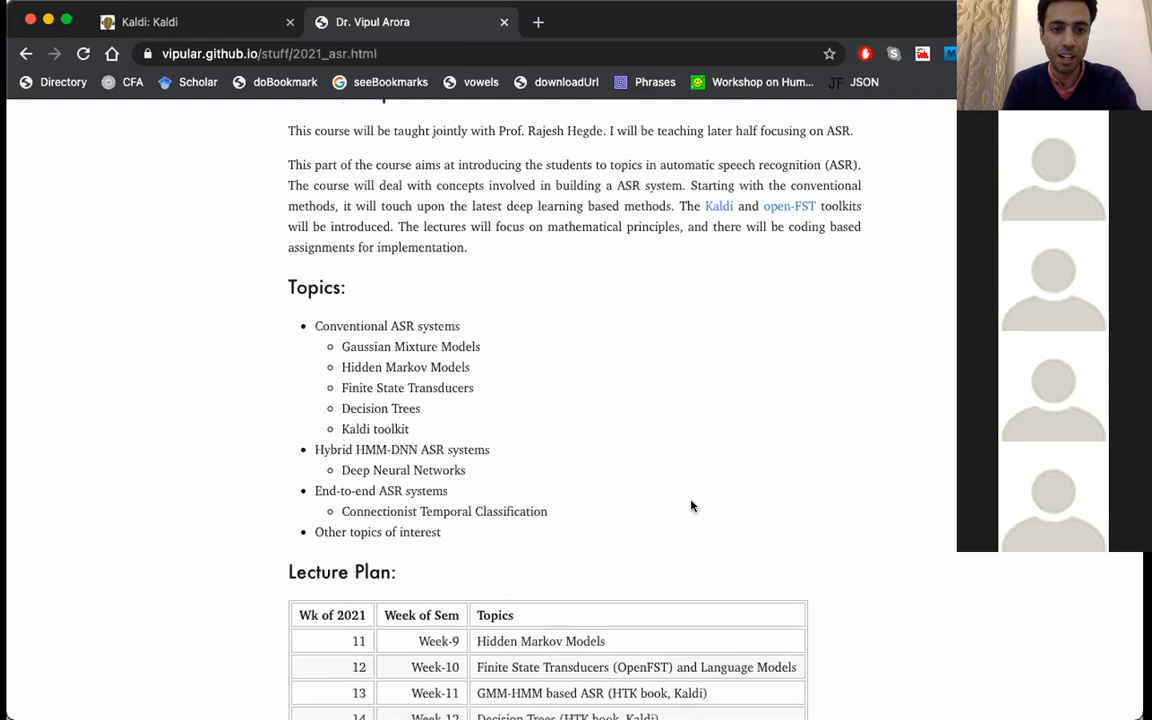 Kaldi: Kaldi
Dr. Vipul Arora
vipular.github.io/stuff/2021_asr.html
Directory CFA Scholar doBookmark seeBookmarks vowels downloadUrl Phrases Workshop on Hum... JF JSON
This course will be taught jointly with Prof. Rajesh Hegde. I will be teaching later half focusing on ASR.
This part of the course aims at introducing the students to topics in automatic speech recognition (ASR).
The course will deal with concepts involved in building a ASR system. Starting with the conventional
methods, it will touch upon the latest deep learning based methods. The Kaldi and open-FST toolkits
will be introduced. The lectures will focus on mathematical principles, and there will be coding based
assignments for implementation.
Topics:
Conventional ASR systems
Gaussian Mixture Models
Hidden Markov Models
Finite State Transducers
Decision Trees
Kaldi toolkit
Hybrid HMM-DNN ASR systems
Deep Neural Networks
End-to-end ASR systems
Connectionist Temporal Classification
Other topics of interest
Lecture Plan:
Wk of 2021 Week of Sem Topics
11 Week-9 Hidden Markov Models
12 Week-10 Finite State Transducers (OpenFST) and Language Models
13 Week-11 GMM-HMM based ASR (HTK book, Kaldi)
14 Week-12 Decision Trees (HTK book, Kaldi)